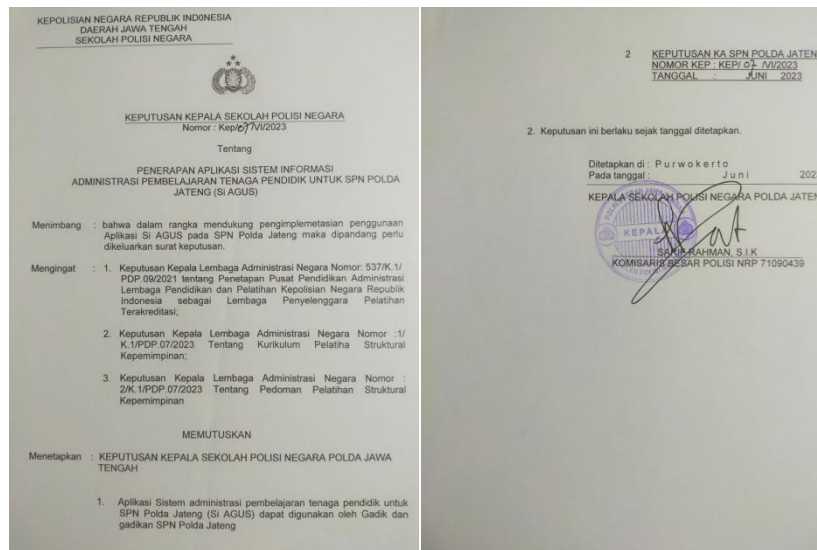 KEPOLISIAN NEGARA REPUBLIK INDONESIA
DAERAH JAWA TENGAH
SEKOLAH POLISI NEGARA
KEPUTUSAN KEPALA SEKOLAH POLISI NEGARA
Nomor : Kep/07/VI/2023
Tentang
PENERAPAN APLIKASI SISTEM INFORMASI
ADMINISTRASI PEMBELAJARAN TENAGA PENDIDIK UNTUK SPN POLDA
JATENG (Si AGUS)
Menimbang : bahwa dalam rangka mendukung pengimplemetasian penggunaan
Aplikasi Si AGUS pada SPN Polda Jateng maka dipandang perlu
dikeluarkan surat keputusan.
Mengingat : 1. Keputusan Kepala Lembaga Administrasi Negara Nomor: 537/K.1/
PDP.09/2021 tentang Penetapan Pusat Pendidikan Administrasi
Lembaga Pendidikan dan Pelatihan Kepolisian Negara Republik
Indonesia sebagai Lembaga Penyelenggara Pelatihan
Terakreditasi;
2. Keputusan Kepala Lembaga Administrasi Negara Nomor :1/
K.1/PDP.07/2023 Tentang Kurikulum Pelatiha Struktural
Kepemimpinan;
3. Keputusan Kepala Lembaga Administrasi Negara Nomor :
2/K.1/PDP.07/2023 Tentang Pedoman Pelatihan Struktural
Kepemimpinan
MEMUTUSKAN
Menetapkan : KEPUTUSAN KEPALA SEKOLAH POLISI NEGARA POLDA JAWA
TENGAH
1. Aplikasi Sistem administrasi pembelajaran tenaga pendidik untuk
SPN Polda Jateng (Si AGUS) dapat digunakan oleh Gadik dan
gadikan SPN Polda Jateng
2 KEPUTUSAN KA SPN POLDA JATEN
NOMOR KEP : KEP/ 07 /VI/2023
TANGGAL : JUNI 2023
2. Keputusan ini berlaku sejak tanggal ditetapkan.
Ditetapkan di : Purwokerto
Pada tanggal : Juni 202
KEPALA SEKOLAH POLISI NEGARA POLDA JATEN
KEPALA
SARIF RAHMAN, S.I.K
KOMISARIS BESAR POLISI NRP 71090439